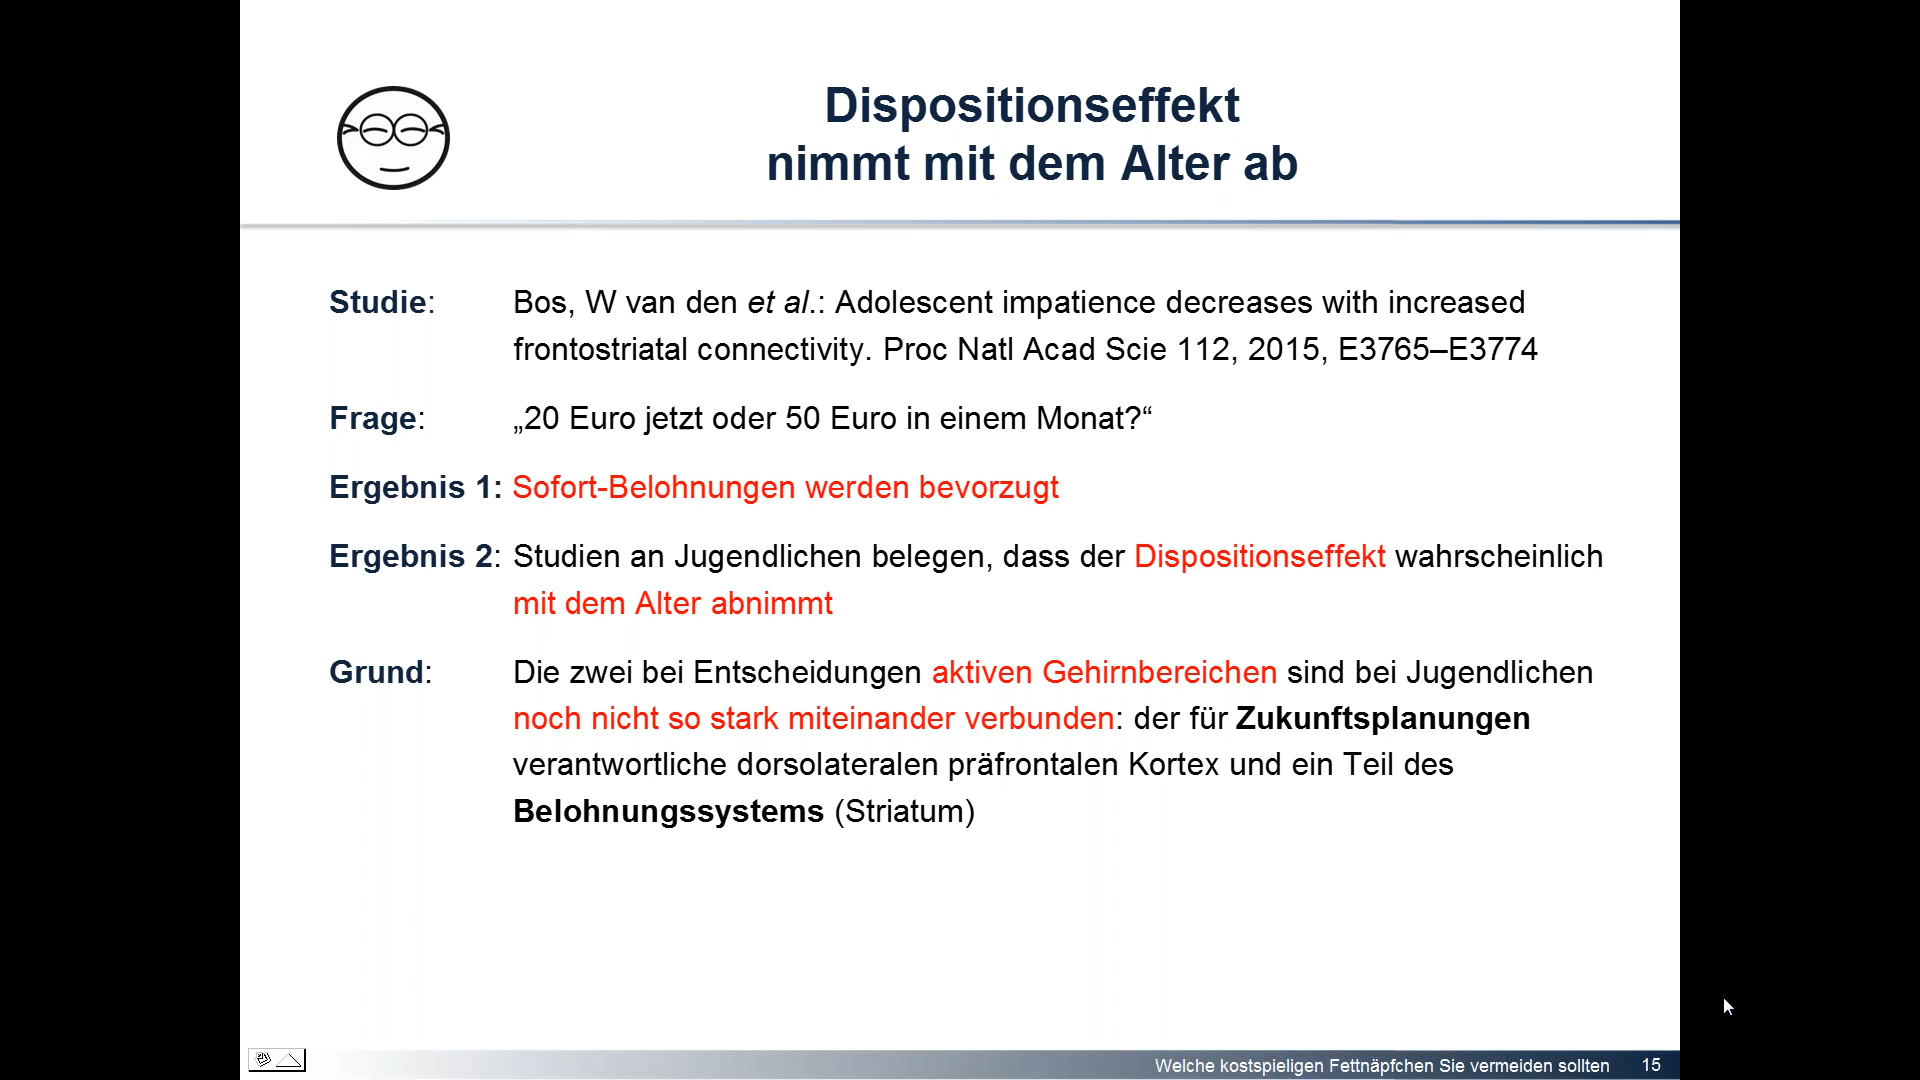 Dispositionseffekt
nimmt mit dem Alter ab
Studie: Bos, W van den et al.: Adolescent impatience decreases with increased
frontostriatal connectivity. Proc Natl Acad Scie 112, 2015, E3765–E3774
Frage: „20 Euro jetzt oder 50 Euro in einem Monat?“
Ergebnis 1: Sofort-Belohnungen werden bevorzugt
Ergebnis 2: Studien an Jugendlichen belegen, dass der Dispositionseffekt wahrscheinlich
mit dem Alter abnimmt
Grund: Die zwei bei Entscheidungen aktiven Gehirnbereichen sind bei Jugendlichen
noch nicht so stark miteinander verbunden: der für Zukunftsplanungen
verantwortliche dorsolateralen präfrontalen Kortex und ein Teil des
Belohnungssystems (Striatum)
Welche kostspieligen Fettnäpfchen Sie vermeiden sollten 15